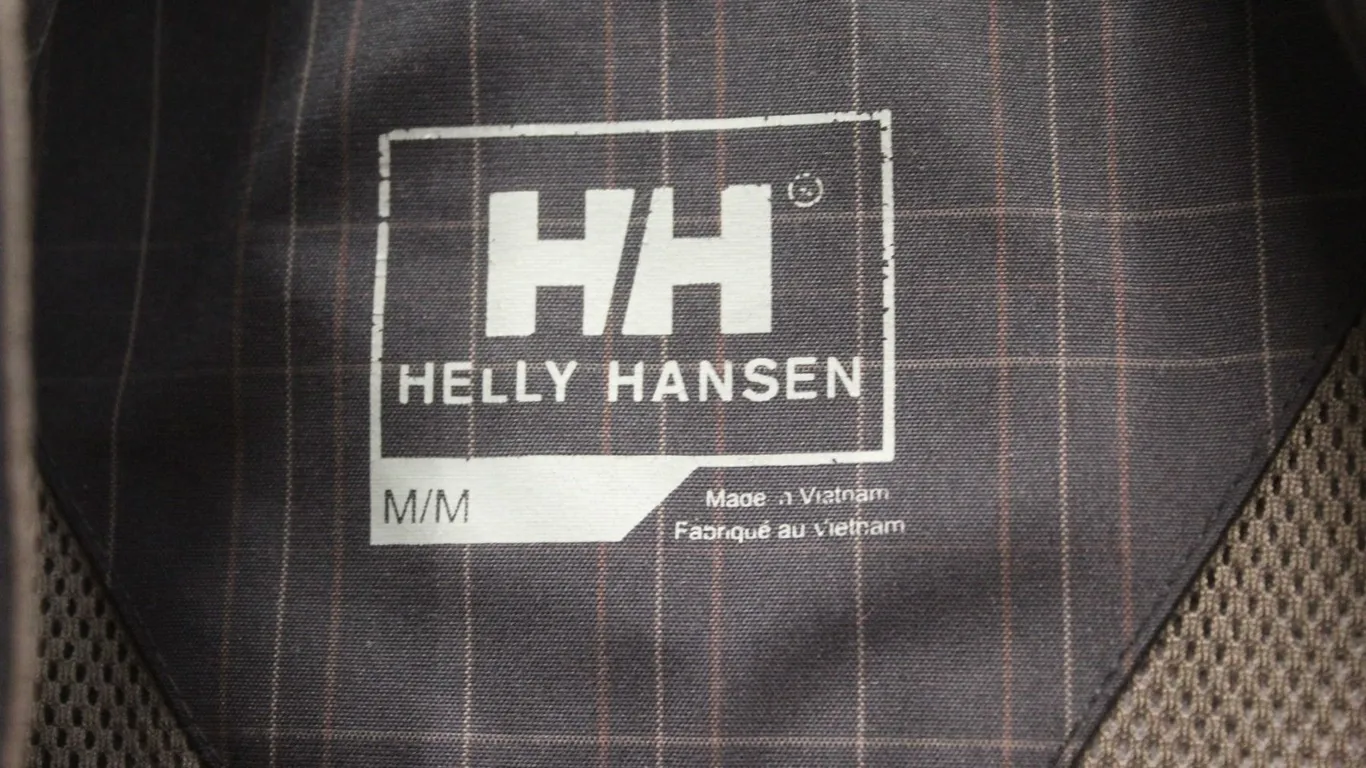 HH
HELLY HANSEN
M/M
Made in Vietnam
Fabriqué au Vietnam